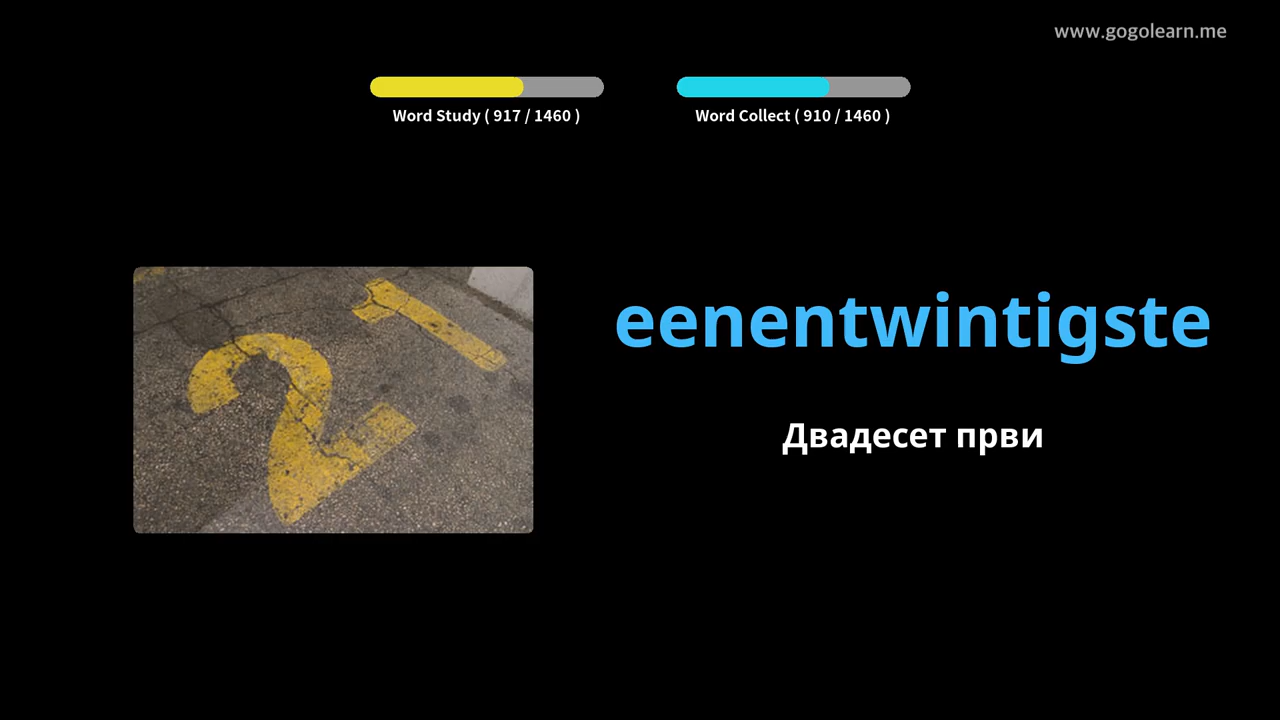 www.gogolearn.me
Word Study ( 917 / 1460 )
Word Collect ( 910 / 1460 )
21
eenentwintigste
Двадесет први